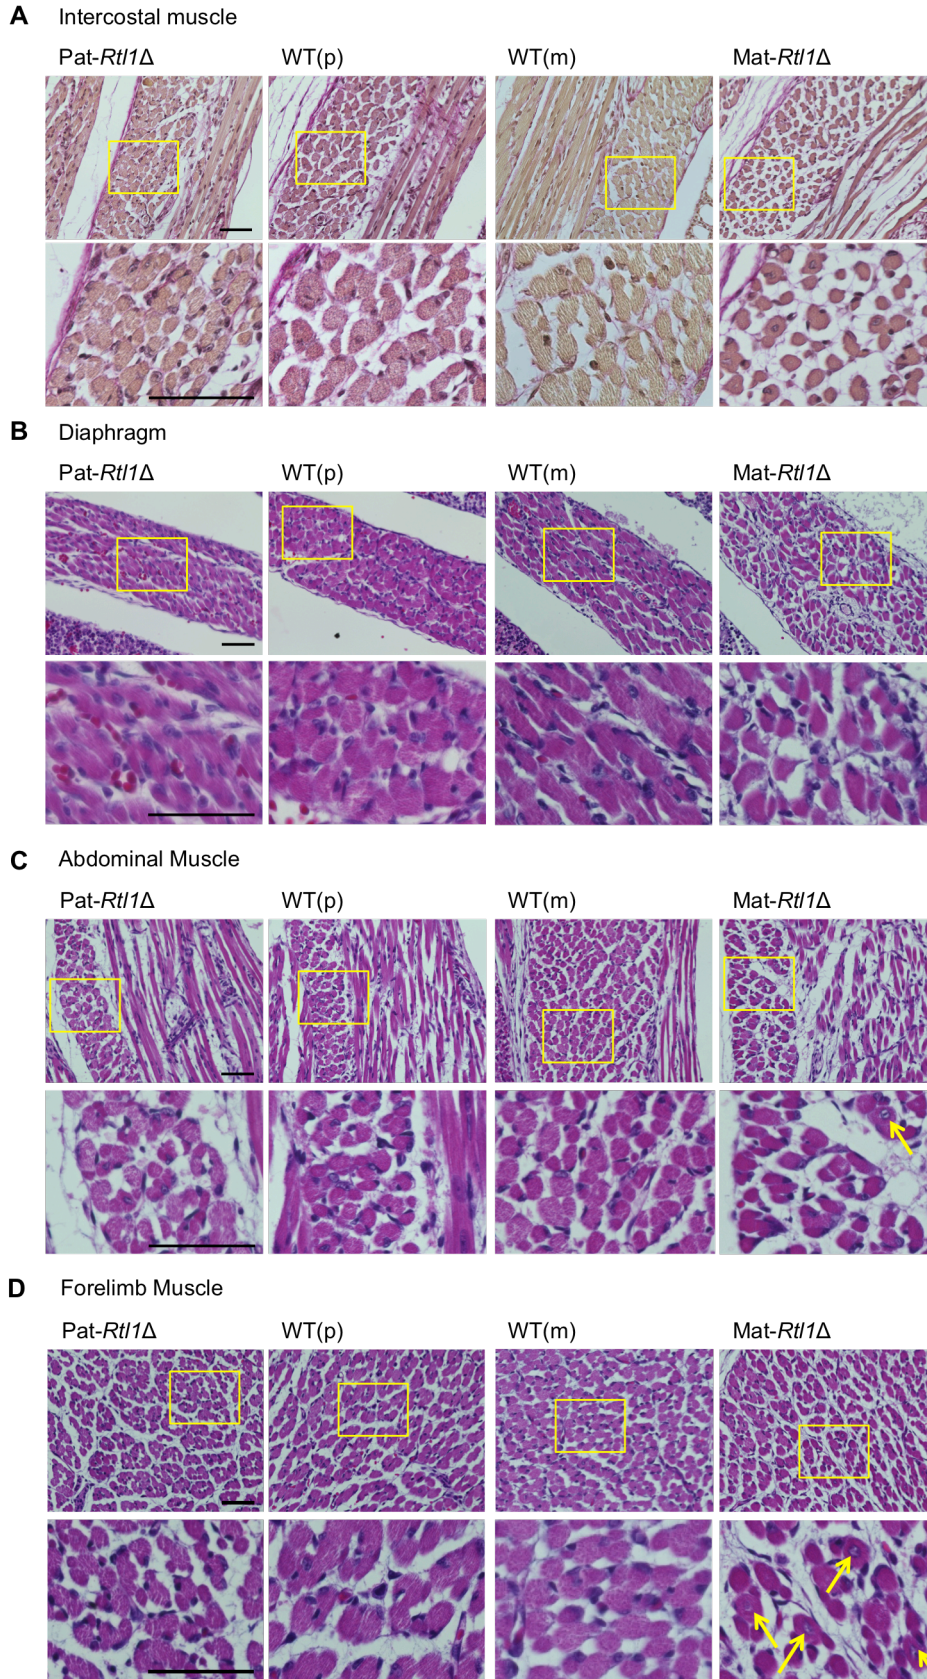 A Intercostal muscle
Pat-Rtl1Δ WT(p) WT(m) Mat-Rtl1Δ
B Diaphragm
Pat-Rtl1Δ WT(p) WT(m) Mat-Rtl1Δ
C Abdominal Muscle
Pat-Rtl1Δ WT(p) WT(m) Mat-Rtl1Δ
D Forelimb Muscle
Pat-Rtl1Δ WT(p) WT(m) Mat-Rtl1Δ